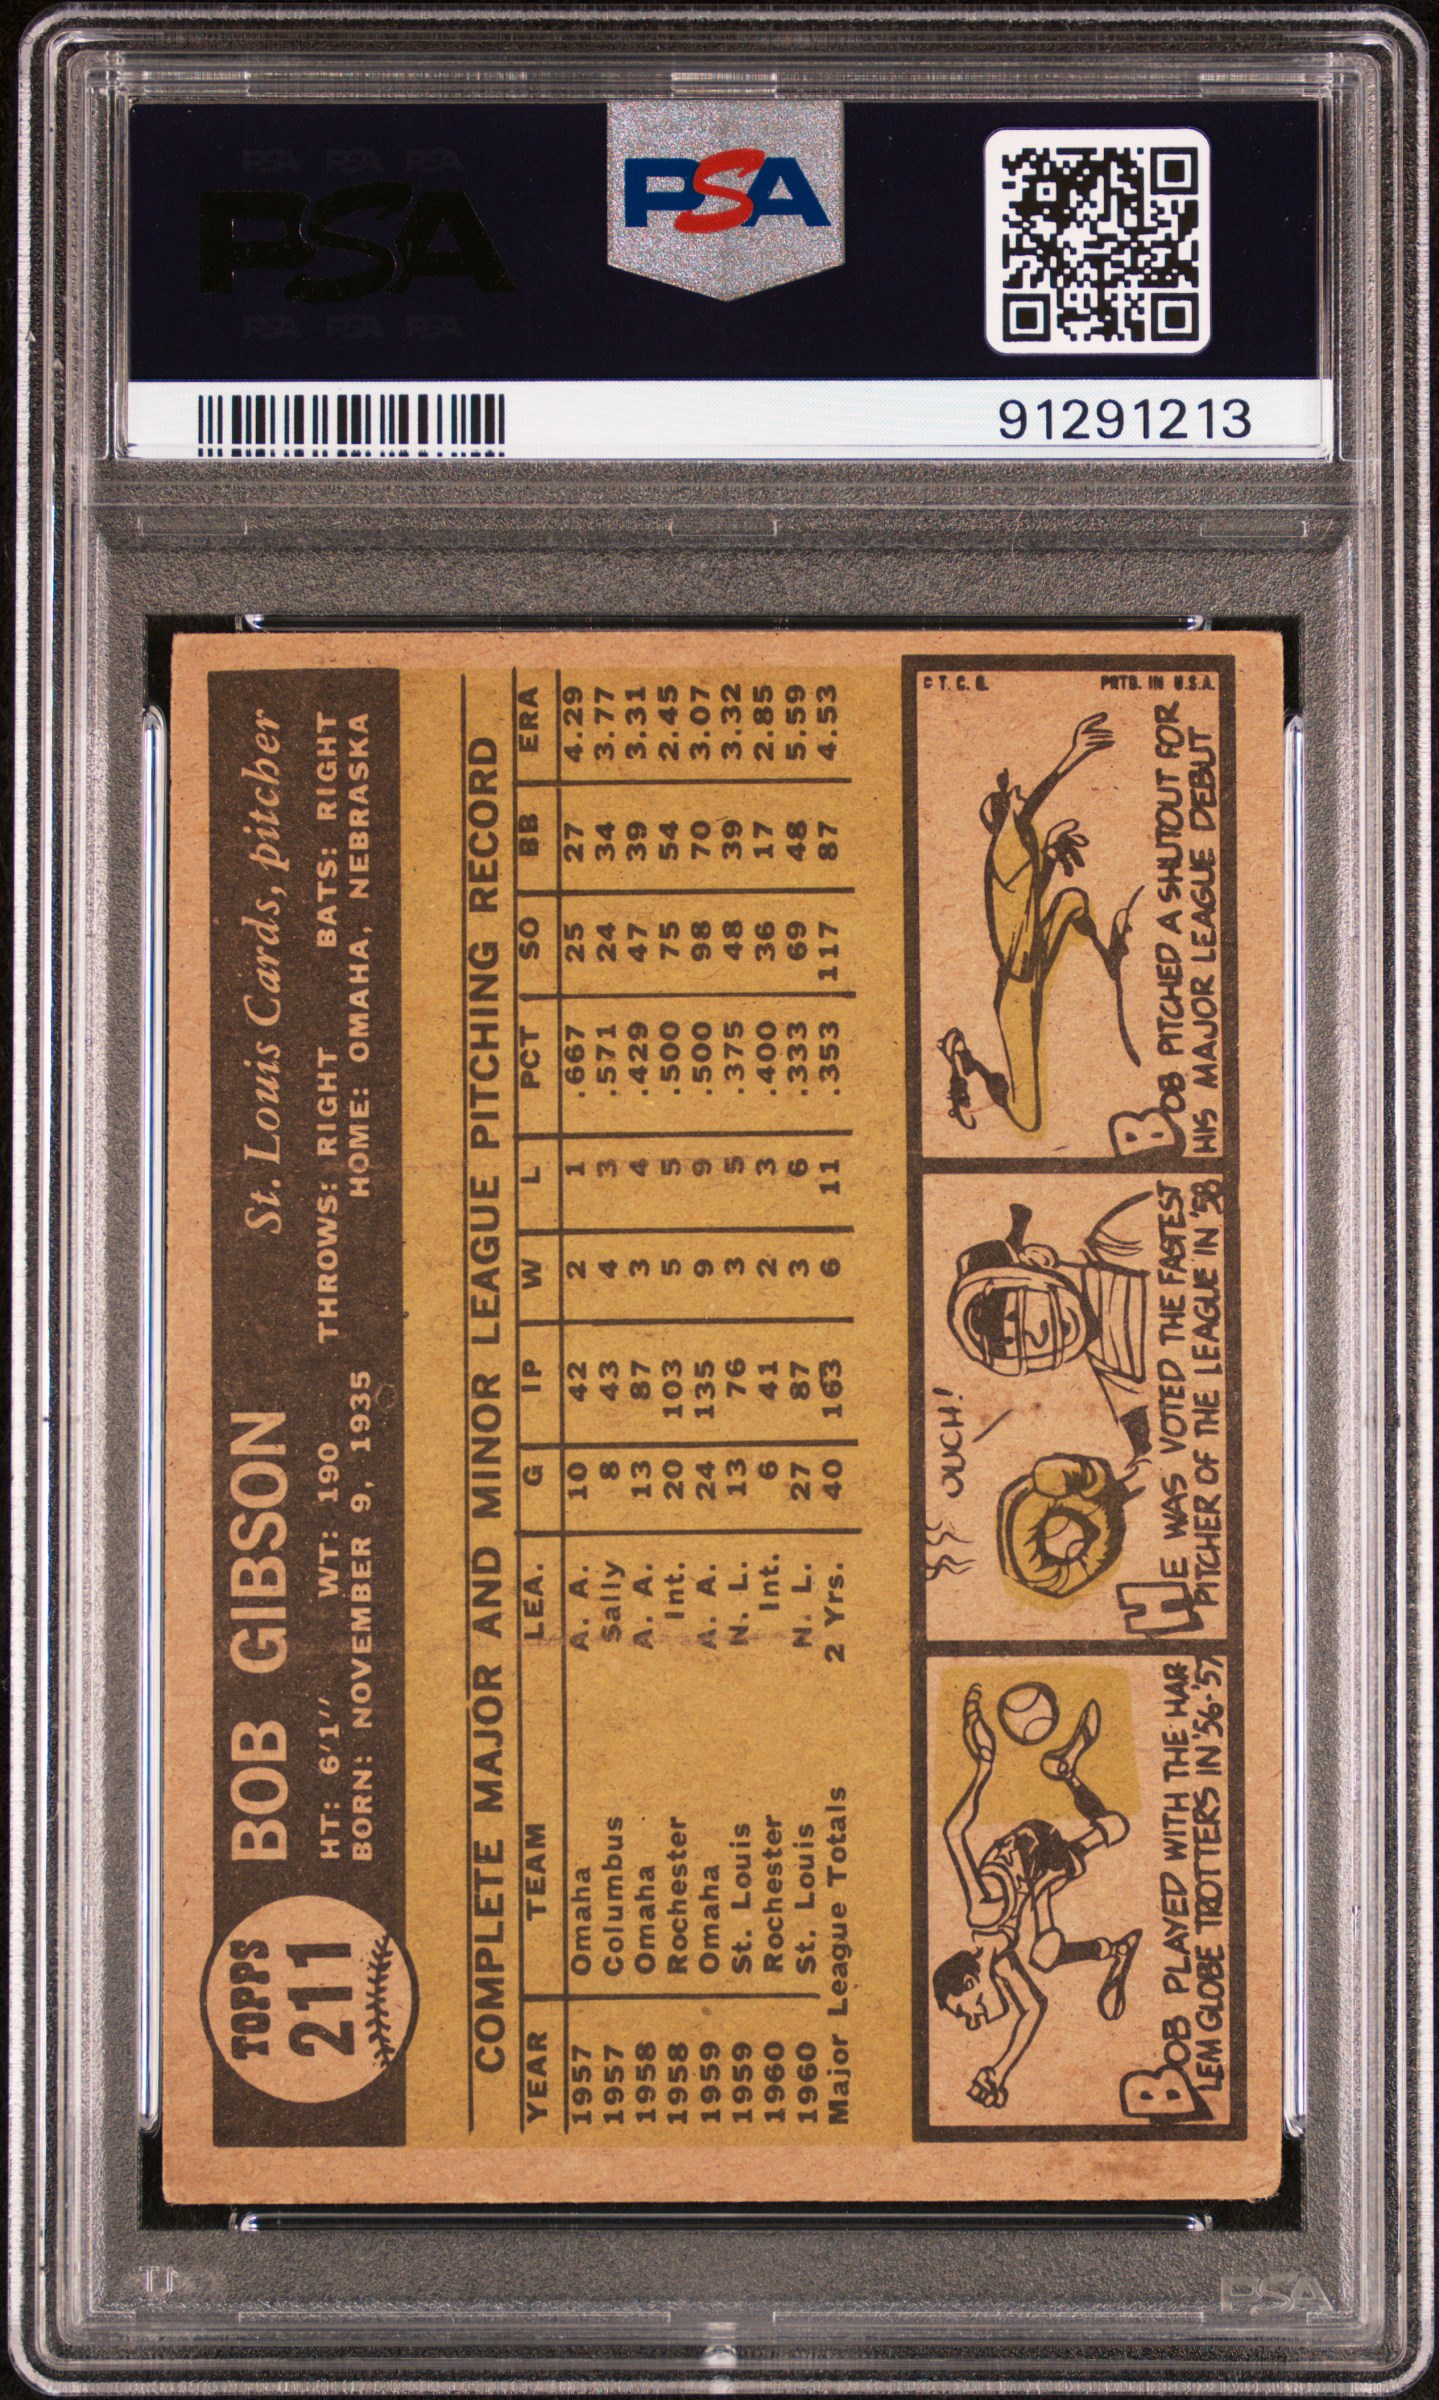 PSA PSA PSA
PSA
PSA PSA PSA
PSA
91291213
TOPPS
211
BOB GIBSON
St. Louis Cards, pitcher
HT: 6'1" WT: 190 THROWS: RIGHT BATS: RIGHT
BORN: NOVEMBER 9, 1935 HOME: OMAHA, NEBRASKA
COMPLETE MAJOR AND MINOR LEAGUE PITCHING RECORD
YEAR TEAM LEA. G IP W L PCT SO BB ERA
1957 Omaha A. A. 10 42 2 1 .667 25 27 4.29
1957 Columbus Sally 8 43 4 3 .571 24 34 3.77
1958 Omaha A. A. 13 87 3 4 .429 47 39 3.31
1958 Rochester Int. 20 103 5 5 .500 75 54 2.45
1959 Omaha A. A. 24 135 9 9 .500 98 70 3.07
1959 St. Louis N. L. 13 76 3 5 .375 48 39 3.32
1960 Rochester Int. 6 41 2 3 .400 36 17 2.85
1960 St. Louis N. L. 27 87 3 6 .333 69 48 5.59
Major League Totals 2 Yrs. 40 163 6 11 .353 117 87 4.53
BOB PLAYED WITH THE HAR
LEM GLOBE TROTTERS IN '56-'57
OUCH!
HE WAS VOTED THE FASTEST
PITCHER OF THE LEAGUE IN '58
© T. C. G. PRTD. IN U.S.A.
BOB PITCHED A SHUTOUT FOR
HIS MAJOR LEAGUE DEBUT
PSA